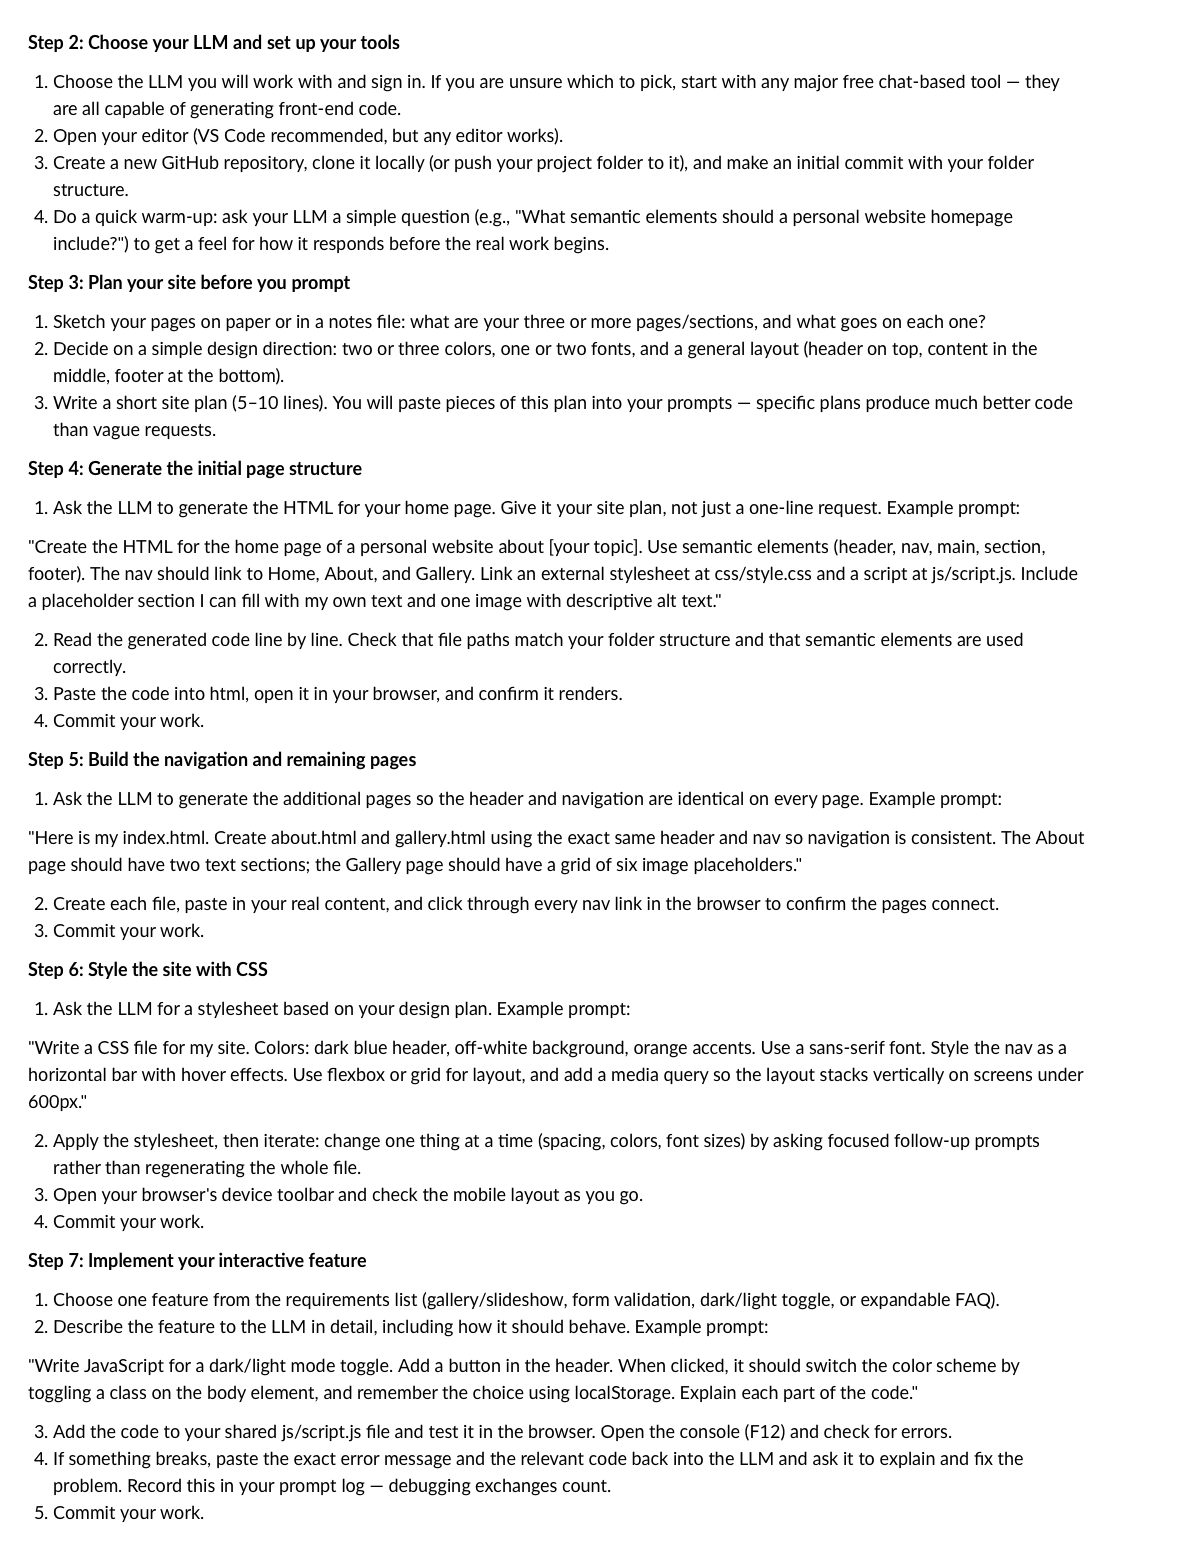 Step 2: Choose your LLM and set up your tools
1. Choose the LLM you will work with and sign in. If you are unsure which to pick, start with any major free chat-based tool — they
are all capable of generating front-end code.
2. Open your editor (VS Code recommended, but any editor works).
3. Create a new GitHub repository, clone it locally (or push your project folder to it), and make an initial commit with your folder
structure.
4. Do a quick warm-up: ask your LLM a simple question (e.g., "What semantic elements should a personal website homepage
include?") to get a feel for how it responds before the real work begins.
Step 3: Plan your site before you prompt
1. Sketch your pages on paper or in a notes file: what are your three or more pages/sections, and what goes on each one?
2. Decide on a simple design direction: two or three colors, one or two fonts, and a general layout (header on top, content in the
middle, footer at the bottom).
3. Write a short site plan (5–10 lines). You will paste pieces of this plan into your prompts — specific plans produce much better code
than vague requests.
Step 4: Generate the initial page structure
1. Ask the LLM to generate the HTML for your home page. Give it your site plan, not just a one-line request. Example prompt:
"Create the HTML for the home page of a personal website about [your topic]. Use semantic elements (header, nav, main, section,
footer). The nav should link to Home, About, and Gallery. Link an external stylesheet at css/style.css and a script at js/script.js. Include
a placeholder section I can fill with my own text and one image with descriptive alt text."
2. Read the generated code line by line. Check that file paths match your folder structure and that semantic elements are used
correctly.
3. Paste the code into html, open it in your browser, and confirm it renders.
4. Commit your work.
Step 5: Build the navigation and remaining pages
1. Ask the LLM to generate the additional pages so the header and navigation are identical on every page. Example prompt:
"Here is my index.html. Create about.html and gallery.html using the exact same header and nav so navigation is consistent. The About
page should have two text sections; the Gallery page should have a grid of six image placeholders."
2. Create each file, paste in your real content, and click through every nav link in the browser to confirm the pages connect.
3. Commit your work.
Step 6: Style the site with CSS
1. Ask the LLM for a stylesheet based on your design plan. Example prompt:
"Write a CSS file for my site. Colors: dark blue header, off-white background, orange accents. Use a sans-serif font. Style the nav as a
horizontal bar with hover effects. Use flexbox or grid for layout, and add a media query so the layout stacks vertically on screens under
600px."
2. Apply the stylesheet, then iterate: change one thing at a time (spacing, colors, font sizes) by asking focused follow-up prompts
rather than regenerating the whole file.
3. Open your browser's device toolbar and check the mobile layout as you go.
4. Commit your work.
Step 7: Implement your interactive feature
1. Choose one feature from the requirements list (gallery/slideshow, form validation, dark/light toggle, or expandable FAQ).
2. Describe the feature to the LLM in detail, including how it should behave. Example prompt:
"Write JavaScript for a dark/light mode toggle. Add a button in the header. When clicked, it should switch the color scheme by
toggling a class on the body element, and remember the choice using localStorage. Explain each part of the code."
3. Add the code to your shared js/script.js file and test it in the browser. Open the console (F12) and check for errors.
4. If something breaks, paste the exact error message and the relevant code back into the LLM and ask it to explain and fix the
problem. Record this in your prompt log — debugging exchanges count.
5. Commit your work.